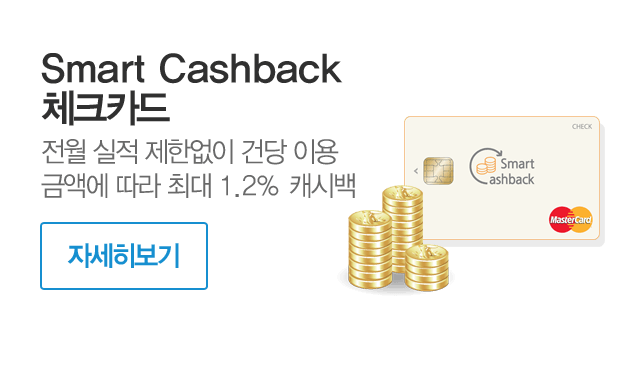 Smart Cashback
체크카드
전월 실적 제한없이 건당 이용
금액에 따라 최대 1.2% 캐시백
자세히보기
CHECK
Smart
Cashback
MasterCard